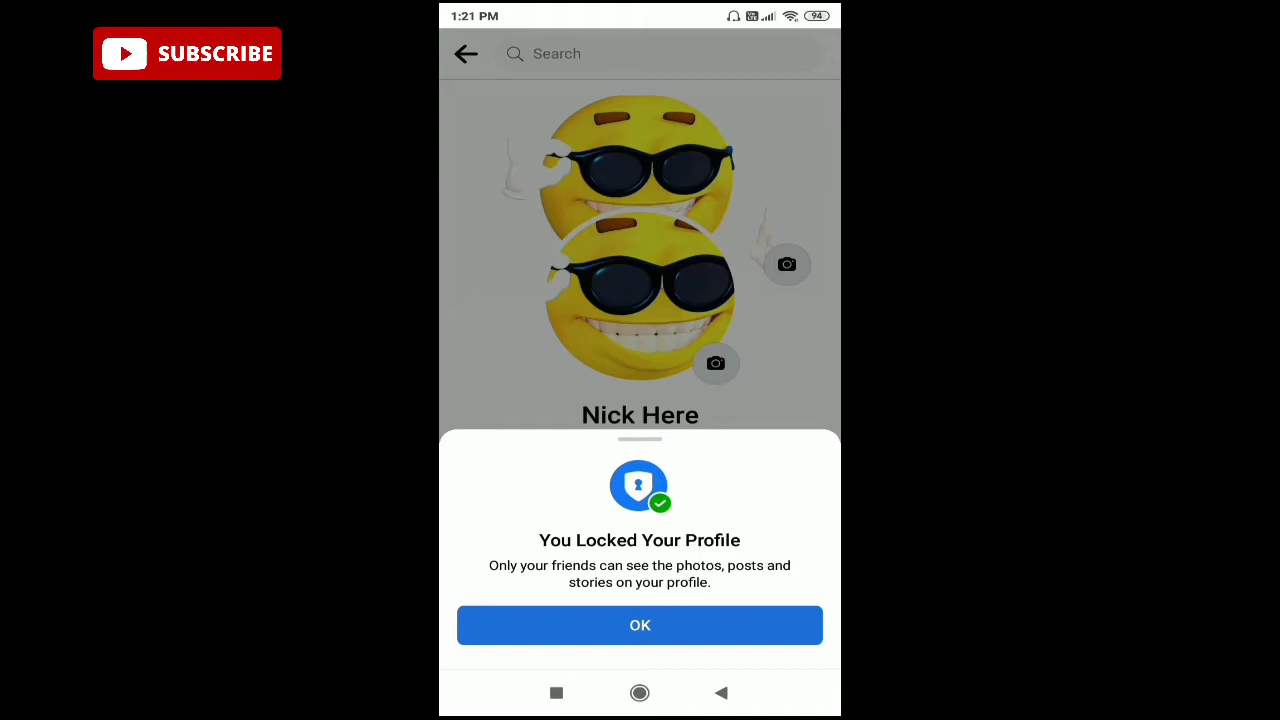 SUBSCRIBE
1:21 PM
94
Search
Nick Here
You Locked Your Profile
Only your friends can see the photos, posts and
stories on your profile.
OK